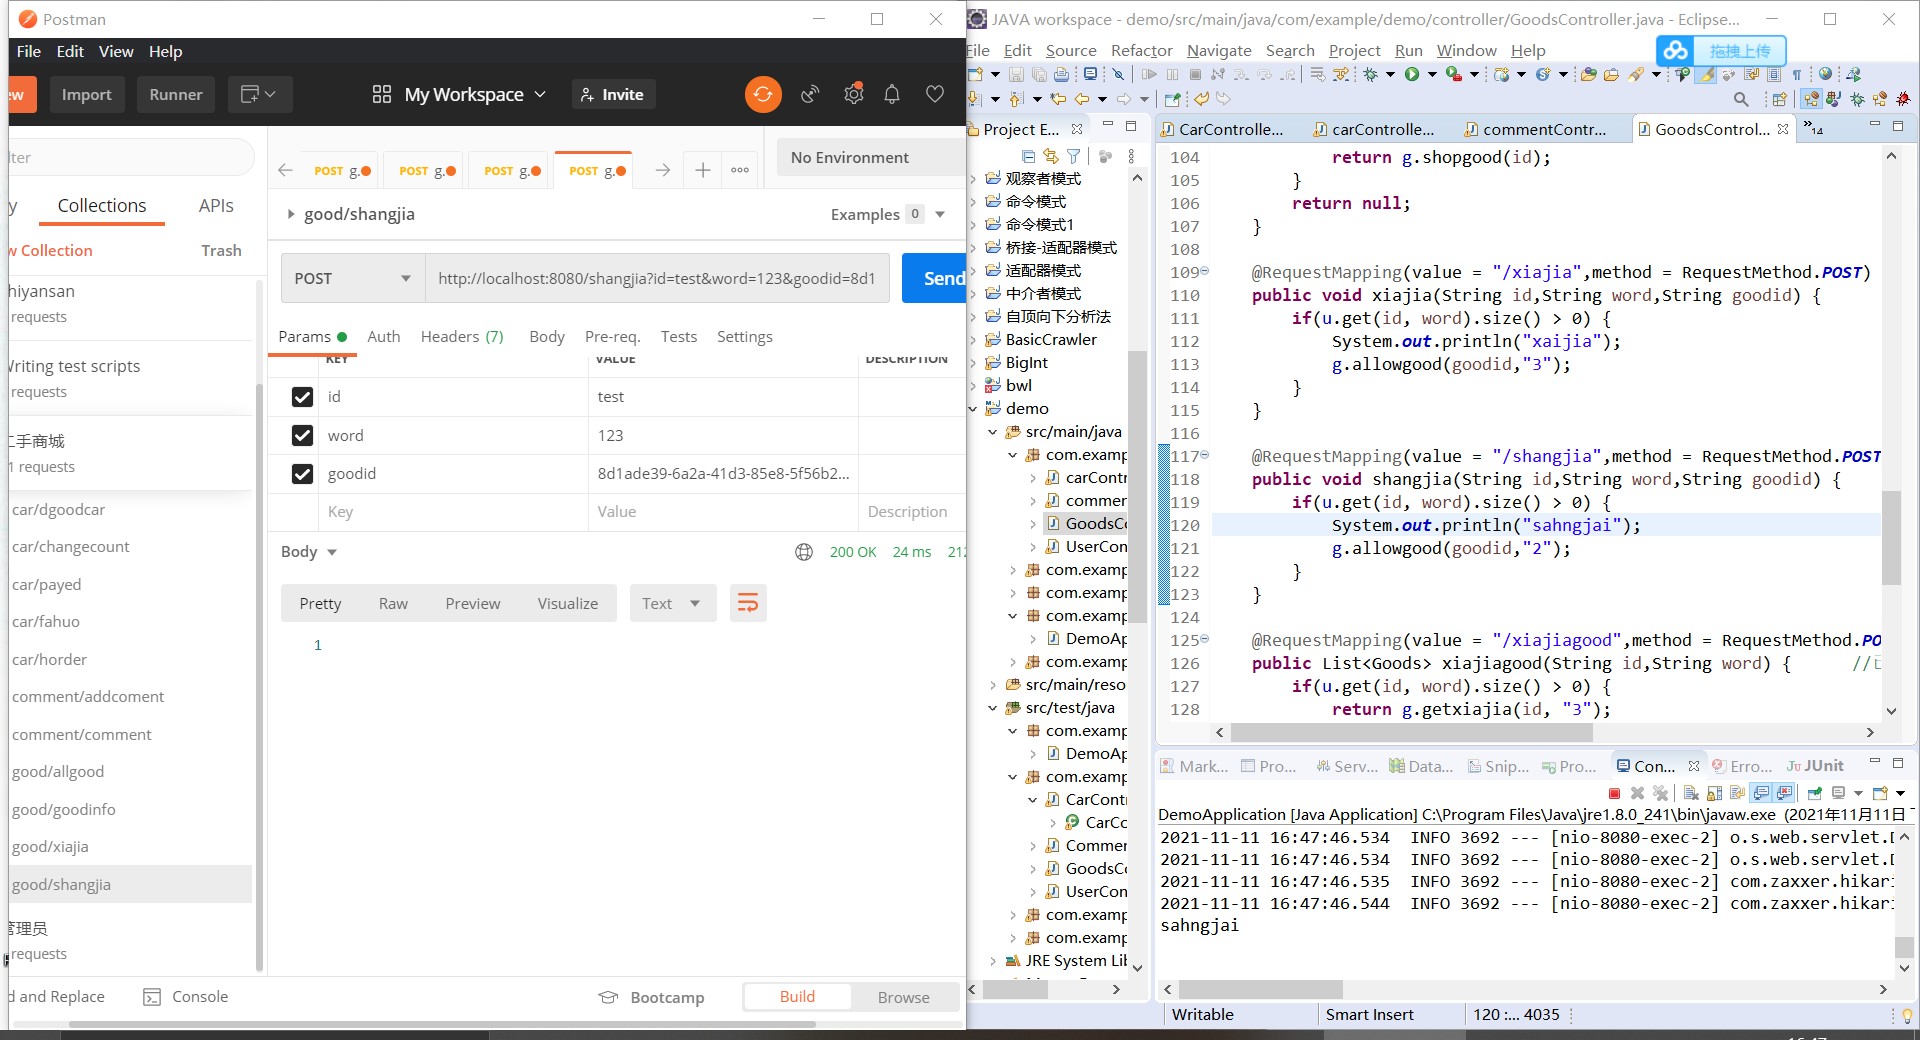 Postman
File Edit View Help
ew Import Runner My Workspace Invite
lter
y Collections APIs
w Collection Trash
hiyansan
requests
Writing test scripts
requests
二手商城
1 requests
car/dgoodcar
car/changecount
car/payed
car/fahuo
car/horder
comment/addcoment
comment/comment
good/allgood
good/goodinfo
good/xiajia
good/shangjia
管理员
requests
POST g. POST g. POST g. POST g. No Environment
good/shangjia Examples 0
POST http://localhost:8080/shangjia?id=test&word=123&goodid=8d1 Send
Params Auth Headers (7) Body Pre-req. Tests Settings
KEY VALUE DESCRIPTION
id test
word 123
goodid 8d1ade39-6a2a-41d3-85e8-5f56b2...
Key Value Description
Body 200 OK 24 ms 212
Pretty Raw Preview Visualize Text
1
d and Replace Console Bootcamp Build Browse
JAVA workspace - demo/src/main/java/com/example/demo/controller/GoodsController.java - Eclipse...
File Edit Source Refactor Navigate Search Project Run Window Help
拖拽上传
Project E...
观察者模式
命令模式
命令模式1
桥接-适配器模式
适配器模式
中介者模式
自顶向下分析法
BasicCrawler
BigInt
bwl
demo
src/main/java
com.examp
carContr
commer
GoodsCo
UserCon
com.examp
com.examp
com.examp
DemoAp
com.examp
src/main/reso
src/test/java
com.examp
DemoAp
com.examp
CarContr
CarCo
Commer
GoodsCo
UserCon
com.examp
com.examp
JRE System Lib
CarControlle... carControlle... commentContr... GoodsControl... »14
104 return g.shopgood(id);
105 }
106 return null;
107 }
108
109 @RequestMapping(value = "/xiajia",method = RequestMethod.POST)
110 public void xiajia(String id,String word,String goodid) {
111 if(u.get(id, word).size() > 0) {
112 System.out.println("xaijia");
113 g.allowgood(goodid,"3");
114 }
115 }
116
117 @RequestMapping(value = "/shangjia",method = RequestMethod.POST
118 public void shangjia(String id,String word,String goodid) {
119 if(u.get(id, word).size() > 0) {
120 System.out.println("sahngjai");
121 g.allowgood(goodid,"2");
122 }
123 }
124
125 @RequestMapping(value = "/xiajiagood",method = RequestMethod.PO
126 public List<Goods> xiajiagood(String id,String word) { //
127 if(u.get(id, word).size() > 0) {
128 return g.getxiajia(id, "3");
Mark... Pro... Serv... Data... Snip... Pro... Con... Erro... JUnit
DemoApplication [Java Application] C:\Program Files\Java\jre1.8.0_241\bin\javaw.exe (2021年11月11日
2021-11-11 16:47:46.534 INFO 3692 --- [nio-8080-exec-2] o.s.web.servlet.D
2021-11-11 16:47:46.534 INFO 3692 --- [nio-8080-exec-2] o.s.web.servlet.D
2021-11-11 16:47:46.535 INFO 3692 --- [nio-8080-exec-2] com.zaxxer.hikari
2021-11-11 16:47:46.544 INFO 3692 --- [nio-8080-exec-2] com.zaxxer.hikari
sahngjai
Writable Smart Insert 120 :... 4035